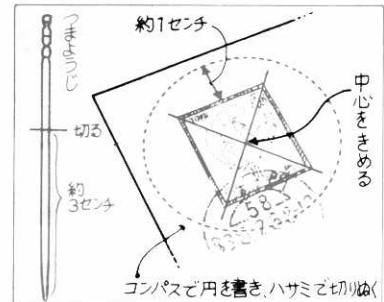 つまようじ
切る
約3センチ
約1センチ
中心をきめる
コンパスで円を書き、ハサミで切りぬく